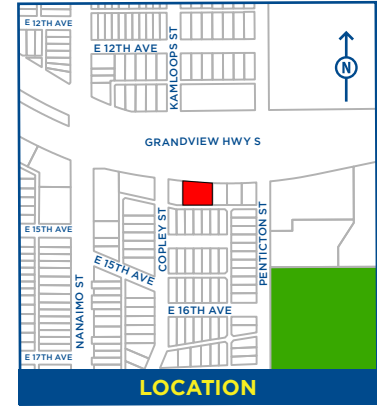 E 12TH AVE
E 12TH AVE
KAMLOOPS ST
N
GRANDVIEW HWY S
E 15TH AVE
COPLEY ST
PENTICTON ST
E 15TH AVE
NANAIMO ST
E 16TH AVE
E 17TH AVE
LOCATION